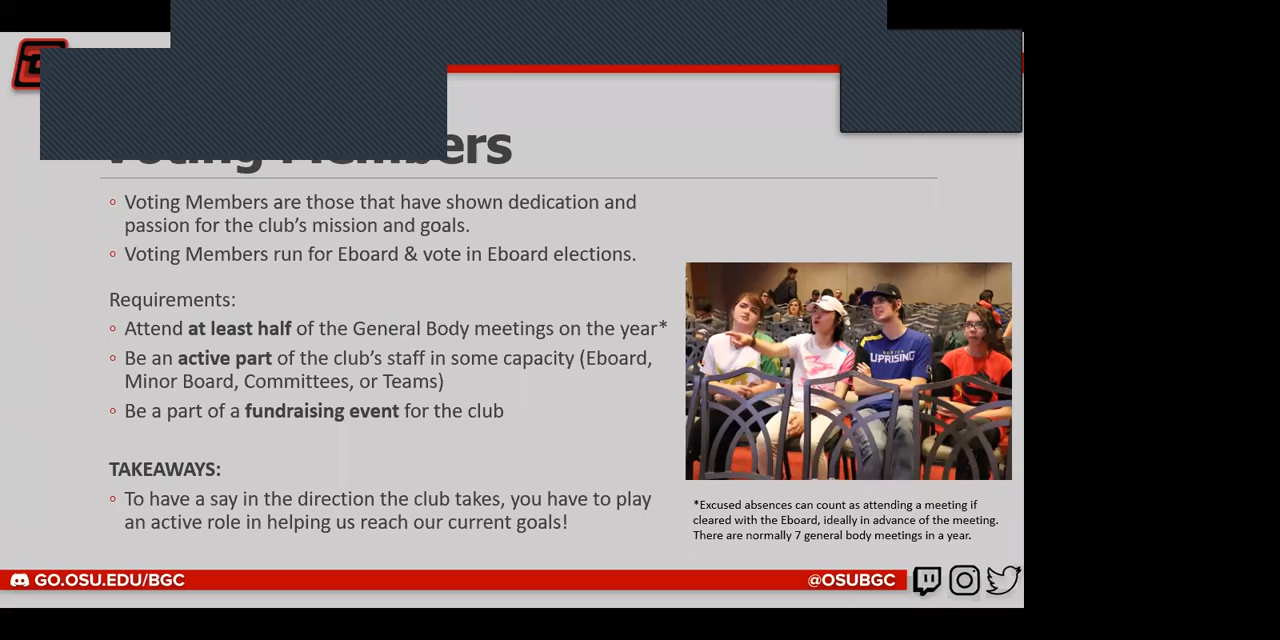 Voting Members
◦ Voting Members are those that have shown dedication and
passion for the club's mission and goals.
◦ Voting Members run for Eboard & vote in Eboard elections.
Requirements:
◦ Attend at least half of the General Body meetings on the year*
◦ Be an active part of the club's staff in some capacity (Eboard,
Minor Board, Committees, or Teams)
◦ Be a part of a fundraising event for the club
TAKEAWAYS:
◦ To have a say in the direction the club takes, you have to play
an active role in helping us reach our current goals!
UPRISING
*Excused absences can count as attending a meeting if
cleared with the Eboard, ideally in advance of the meeting.
There are normally 7 general body meetings in a year.
GO.OSU.EDU/BGC
@OSUBGC